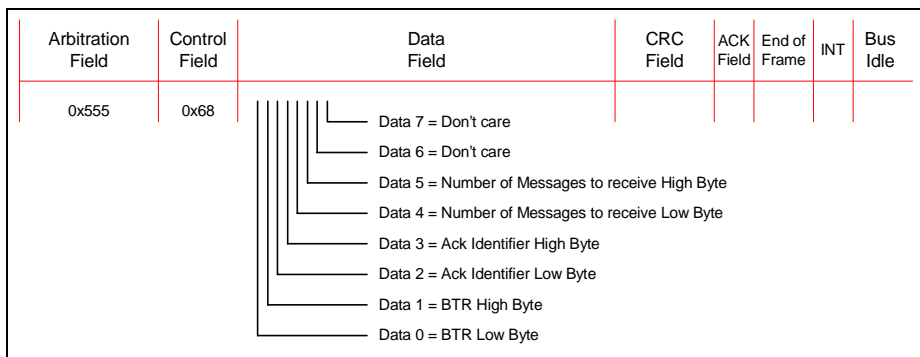 Arbitration Field
Control Field
Data Field
CRC Field
ACK Field
End of Frame
INT
Bus Idle
0x555
0x68
Data 7 = Don't care
Data 6 = Don't care
Data 5 = Number of Messages to receive High Byte
Data 4 = Number of Messages to receive Low Byte
Data 3 = Ack Identifier High Byte
Data 2 = Ack Identifier Low Byte
Data 1 = BTR High Byte
Data 0 = BTR Low Byte